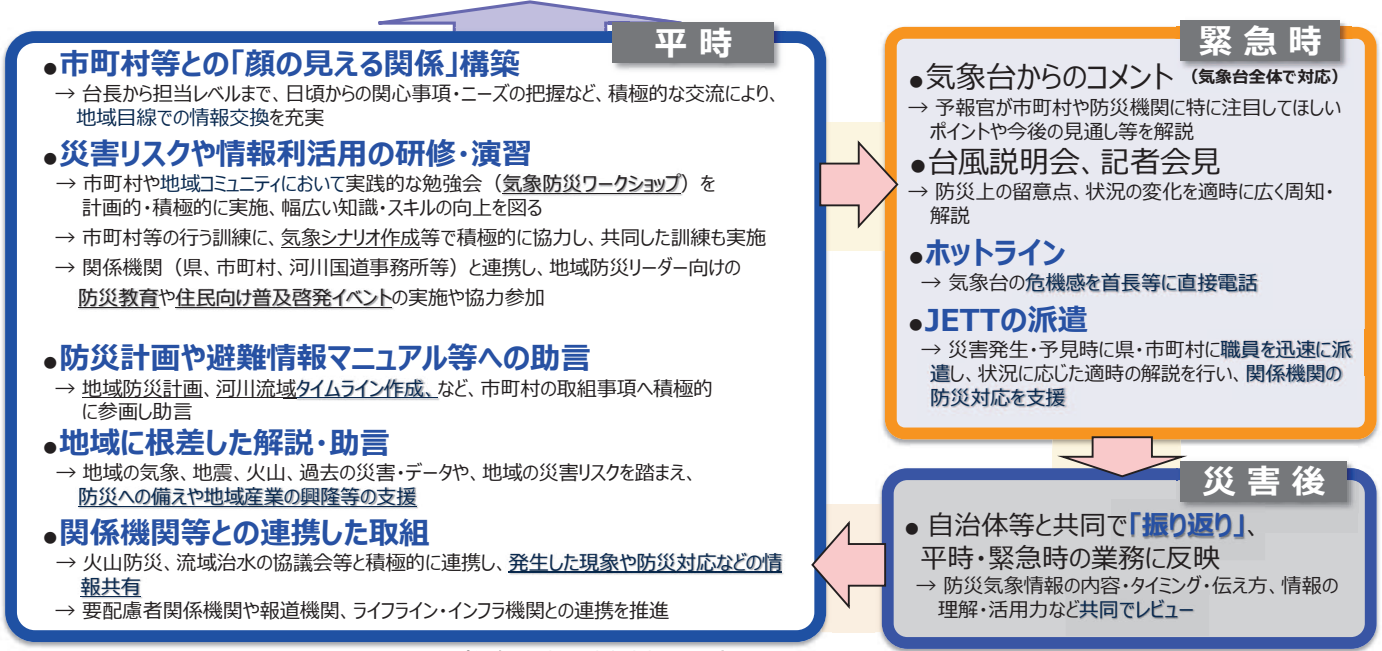 平時
●市町村等との「顔の見える関係」構築
→ 台長から担当レベルまで、日頃からの関心事項・ニーズの把握など、積極的な交流により、
地域目線での情報交換を充実
●災害リスクや情報利活用の研修・演習
→ 市町村や地域コミュニティにおいて実践的な勉強会（気象防災ワークショップ）を
計画的・積極的に実施、幅広い知識・スキルの向上を図る
→ 市町村等の行う訓練に、気象シナリオ作成等で積極的に協力し、共同した訓練も実施
→ 関係機関（県、市町村、河川国道事務所等）と連携し、地域防災リーダー向けの
防災教育や住民向け普及啓発イベントの実施や協力参加
●防災計画や避難情報マニュアル等への助言
→ 地域防災計画、河川流域タイムライン作成、など、市町村の取組事項へ積極的
に参画し助言
●地域に根差した解説・助言
→ 地域の気象、地震、火山、過去の災害・データや、地域の災害リスクを踏まえ、
防災への備えや地域産業の興隆等の支援
●関係機関等との連携した取組
→ 火山防災、流域治水の協議会等と積極的に連携し、発生した現象や防災対応などの情
報共有
→ 要配慮者関係機関や報道機関、ライフライン・インフラ機関との連携を推進
緊急時
●気象台からのコメント（気象台全体で対応）
→ 予報官が市町村や防災機関に特に注目してほしい
ポイントや今後の見通し等を解説
●台風説明会、記者会見
→ 防災上の留意点、状況の変化を適時に広く周知・
解説
●ホットライン
→ 気象台の危機感を首長等に直接電話
●JETTの派遣
→ 災害発生・予見時に県・市町村に職員を迅速に派
遣し、状況に応じた適時の解説を行い、関係機関の
防災対応を支援
災害後
● 自治体等と共同で「振り返り」、
平時・緊急時の業務に反映
→ 防災気象情報の内容・タイミング・伝え方、情報の
理解・活用力など共同でレビュー